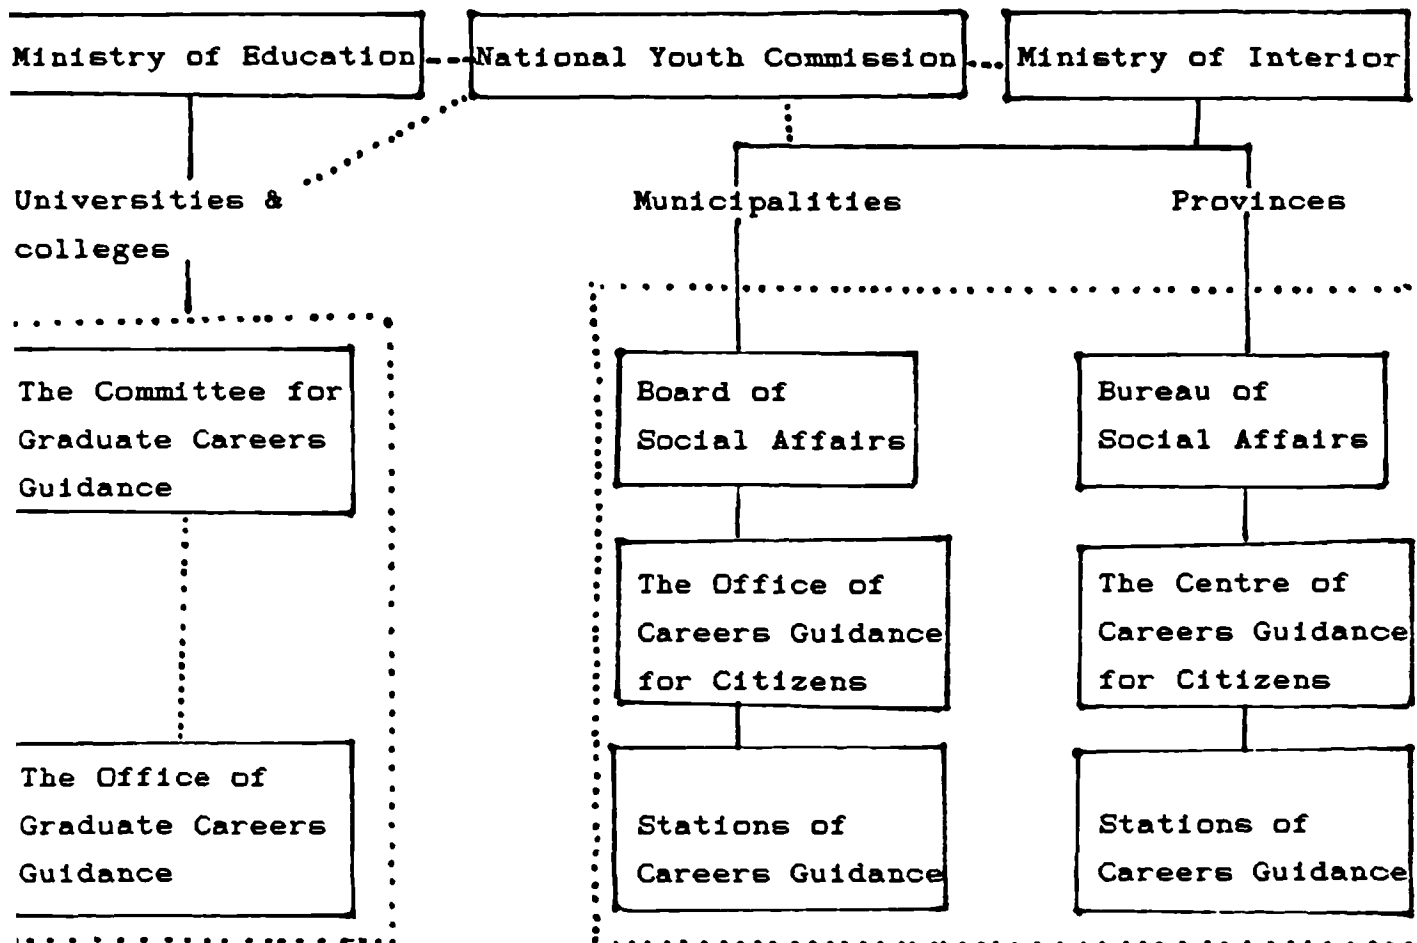 Ministry of Education
National Youth Commission
Ministry of Interior
Universities &
colleges
Municipalities
Provinces
The Committee for
Graduate Careers
Guidance
Board of
Social Affairs
Bureau of
Social Affairs
The Office of
Careers Guidance
for Citizens
The Centre of
Careers Guidance
for Citizens
The Office of
Graduate Careers
Guidance
Stations of
Careers Guidance
Stations of
Careers Guidance